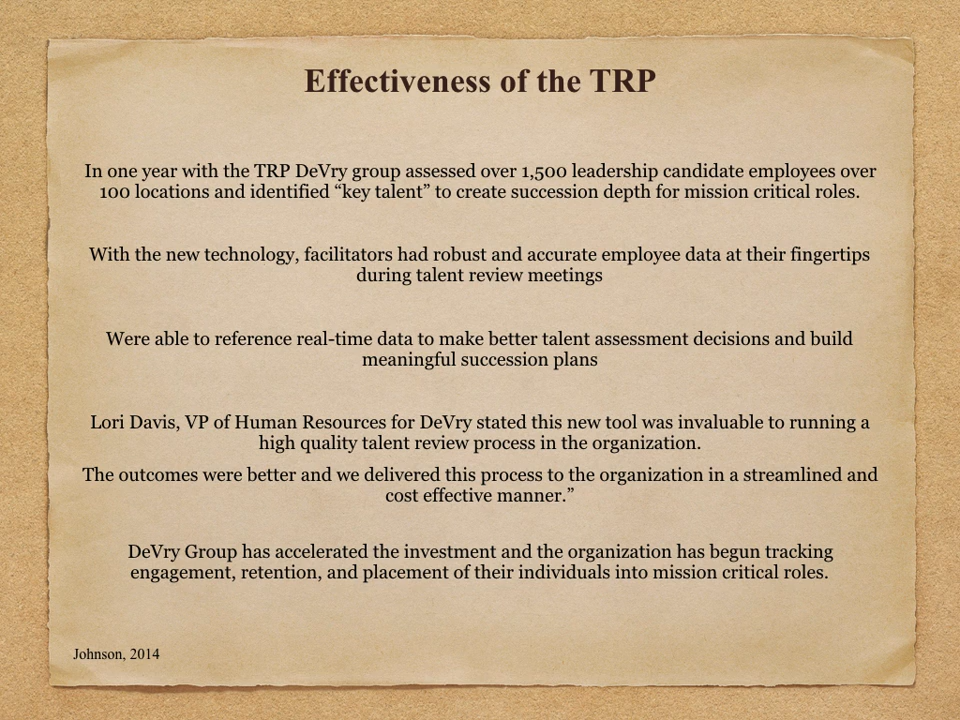 Effectiveness of the TRP
In one year with the TRP DeVry group assessed over 1,500 leadership candidate employees over
100 locations and identified “key talent” to create succession depth for mission critical roles.
With the new technology, facilitators had robust and accurate employee data at their fingertips
during talent review meetings
Were able to reference real-time data to make better talent assessment decisions and build
meaningful succession plans
Lori Davis, VP of Human Resources for DeVry stated this new tool was invaluable to running a
high quality talent review process in the organization.
The outcomes were better and we delivered this process to the organization in a streamlined and
cost effective manner.”
DeVry Group has accelerated the investment and the organization has begun tracking
engagement, retention, and placement of their individuals into mission critical roles.
Johnson, 2014